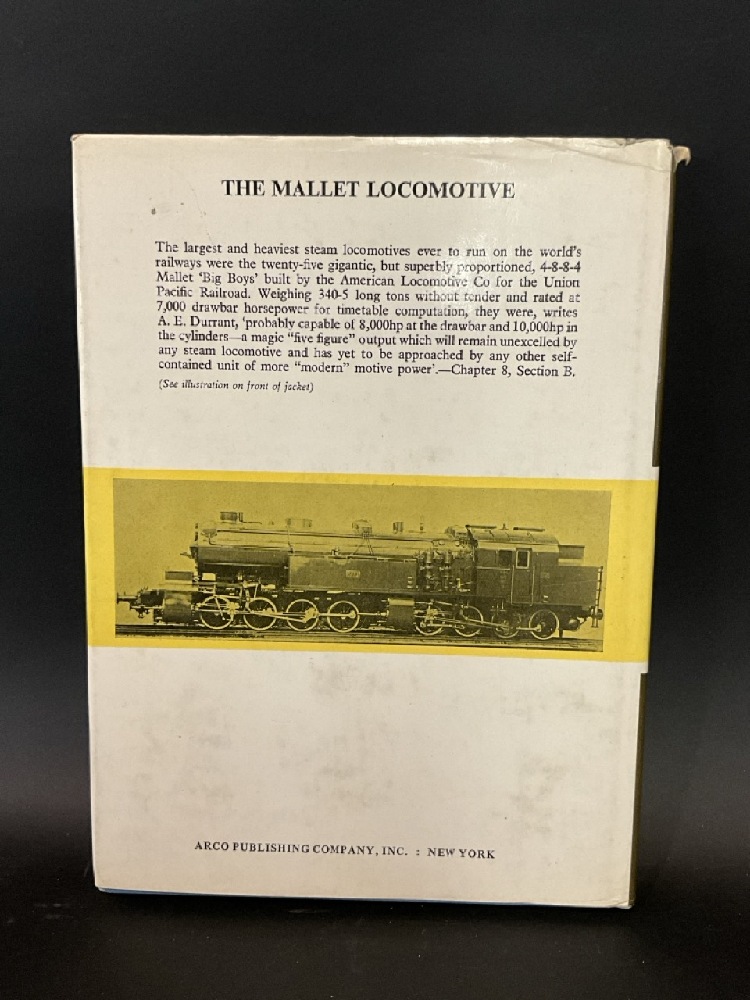 THE MALLET LOCOMOTIVE
The largest and heaviest steam locomotives ever to run on the world's
railways were the twenty-five gigantic, but superbly proportioned, 4-8-8-4
Mallet 'Big Boys' built by the American Locomotive Co for the Union
Pacific Railroad. Weighing 340·5 long tons without tender and rated at
7,000 drawbar horsepower for timetable computation, they were, writes
A. E. Durrant, 'probably capable of 8,000hp at the drawbar and 10,000hp in
the cylinders—a magic "five figure" output which will remain unexcelled by
any steam locomotive and has yet to be approached by any other self-
contained unit of more "modern" motive power'.—Chapter 8, Section B.
(See illustration on front of jacket)
ARCO PUBLISHING COMPANY, INC. : NEW YORK